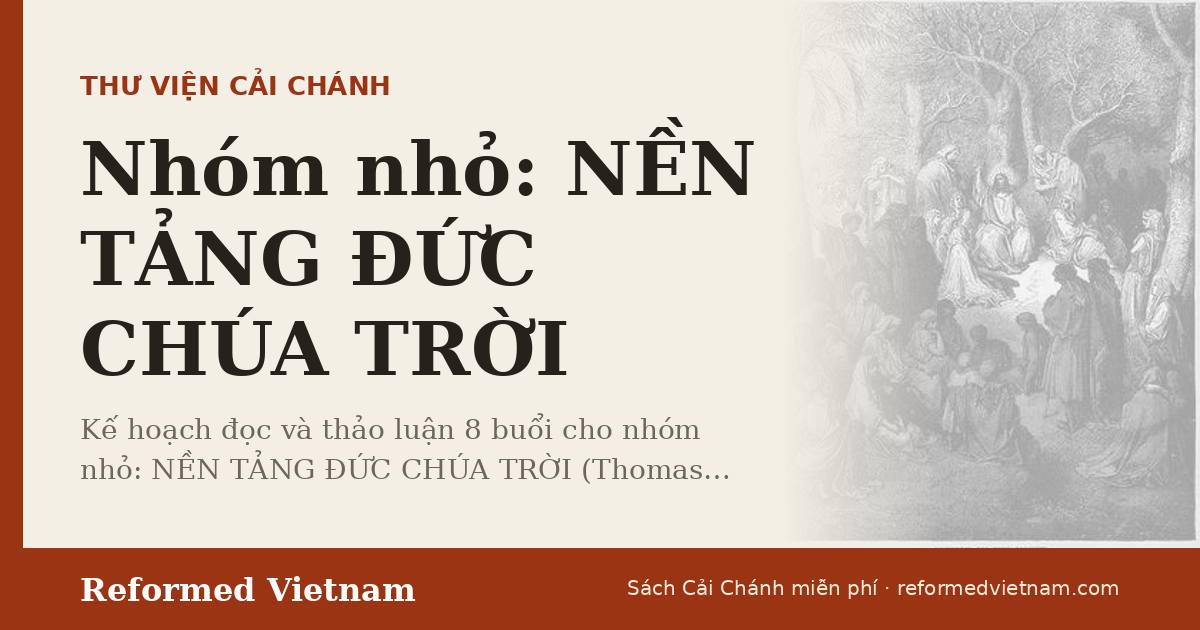 THƯ VIỆN CẢI CHÁNH
Nhóm nhỏ: NỀN
TẢNG ĐỨC
CHÚA TRỜI
Kế hoạch đọc và thảo luận 8 buổi cho nhóm
nhỏ: NỀN TẢNG ĐỨC CHÚA TRỜI (Thomas...
Reformed Vietnam
Sách Cải Chánh miễn phí · reformedvietnam.com